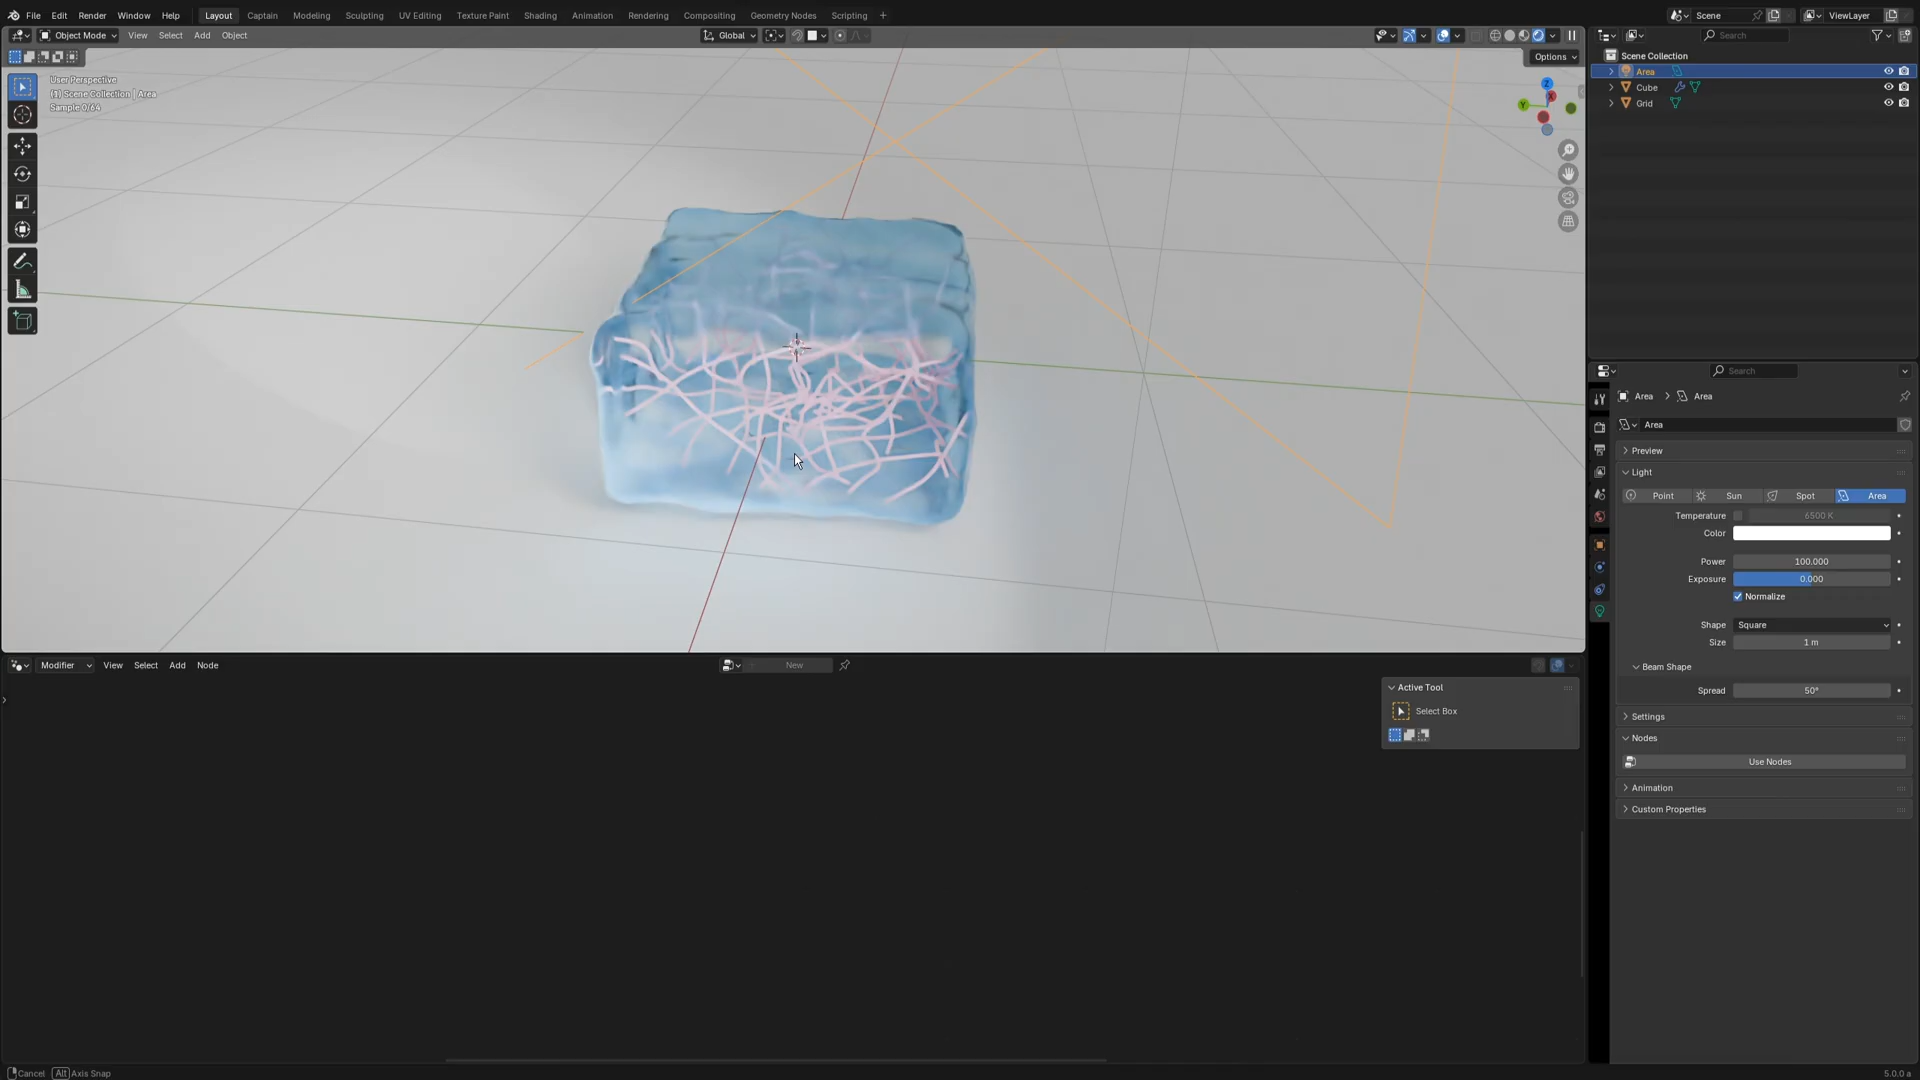 File Edit Render Window Help Layout Captain Modeling Sculpting UV Editing Texture Paint Shading Animation Rendering Compositing Geometry Nodes Scripting + Scene ViewLayer
Object Mode View Select Add Object Global Search
Options
Scene Collection
Area
Cube
Grid
User Perspective
(1) Scene Collection | Area
Sample 0/64
Z
Y
X
Search
Area > Area
Area
Preview
Light
Point Sun Spot Area
Temperature 6500 K
Color
Power 100.000
Exposure 0.000
Normalize
Shape Square
Size 1 m
Beam Shape
Spread 50°
Settings
Nodes
Use Nodes
Animation
Custom Properties
Modifier View Select Add Node New
Active Tool
Select Box
Cancel Alt Axis Snap
5.0.0 a